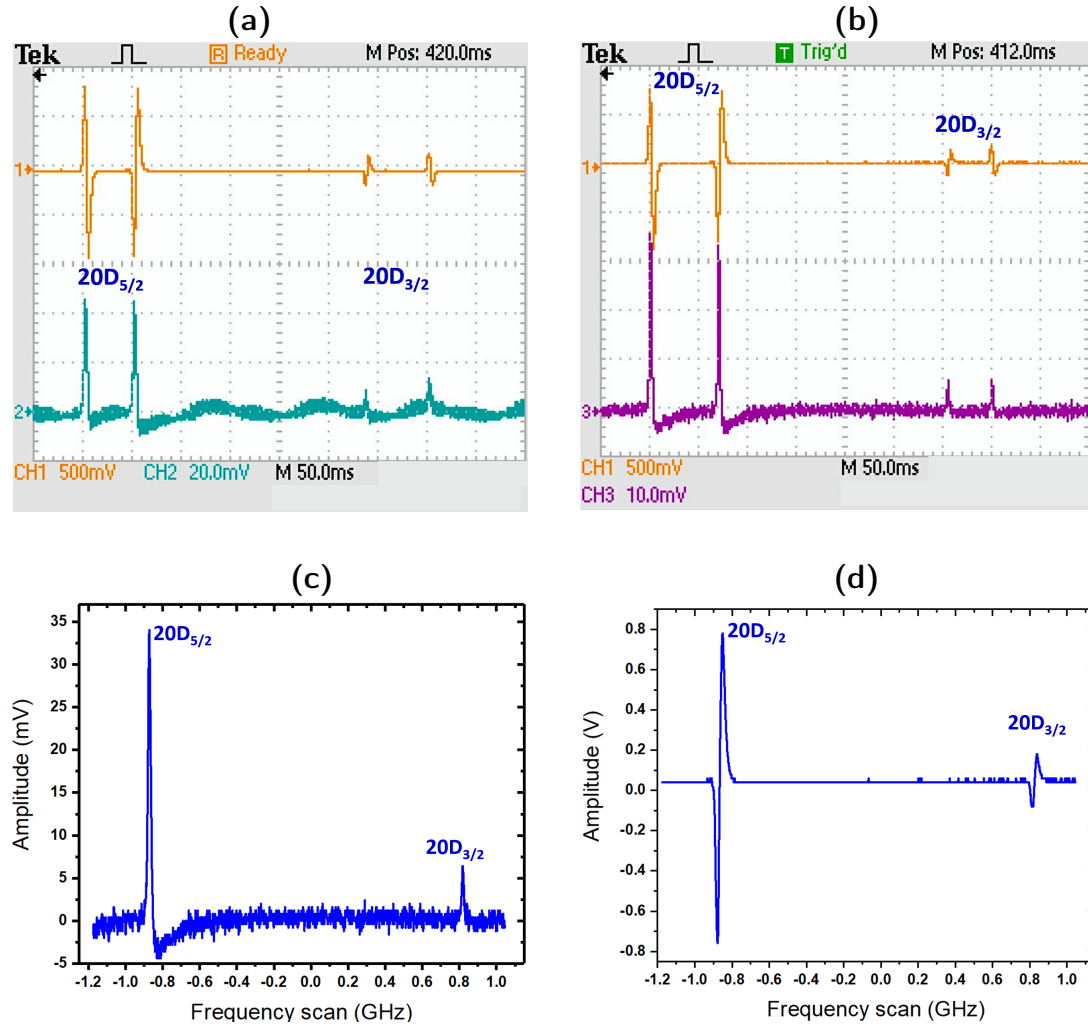 (a)
Tek R Ready M Pos: 420.0ms
1
20D5/2 20D3/2
2
CH1 500mV CH2 20.0mV M 50.0ms
(b)
Tek T Trig'd M Pos: 412.0ms
20D5/2
20D3/2
1
3
CH1 500mV M 50.0ms
CH3 10.0mV
(c)
Amplitude (mV)
35
30
25
20
15
10
5
0
-5
20D5/2
20D3/2
-1.2 -1.0 -0.8 -0.6 -0.4 -0.2 0.0 0.2 0.4 0.6 0.8 1.0
Frequency scan (GHz)
(d)
Amplitude (V)
0.8
0.6
0.4
0.2
0.0
-0.2
-0.4
-0.6
-0.8
20D5/2
20D3/2
-1.2 -1.0 -0.8 -0.6 -0.4 -0.2 0.0 0.2 0.4 0.6 0.8 1.0
Frequency scan (GHz)